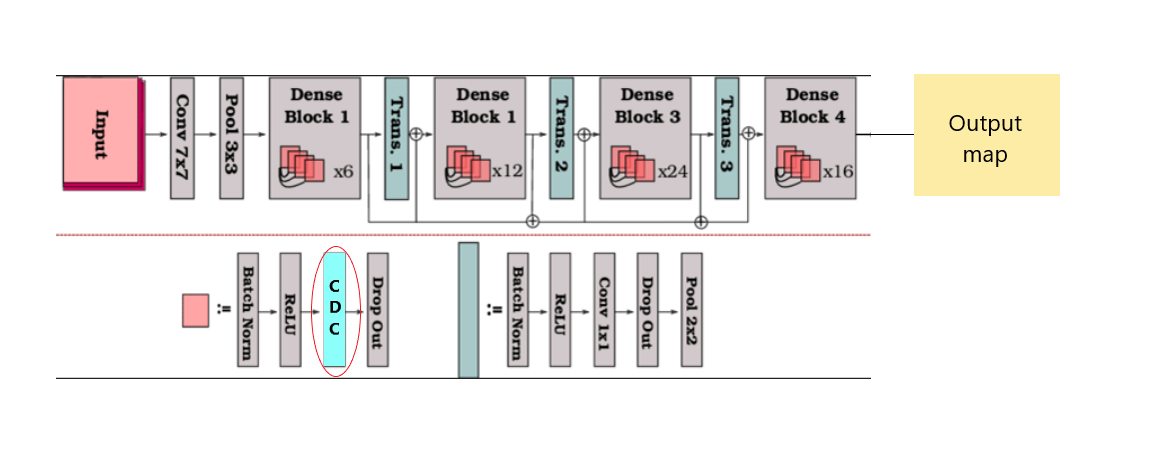 Input
Conv 7x7
Pool 3x3
Dense
Block 1
x6
Trans. 1
Dense
Block 1
x12
Trans. 2
Dense
Block 3
x24
Trans. 3
Dense
Block 4
x16
Output
map
:=
Batch Norm
ReLU
C
D
C
Drop Out
:=
Batch Norm
ReLU
Conv 1x1
Drop Out
Pool 2x2